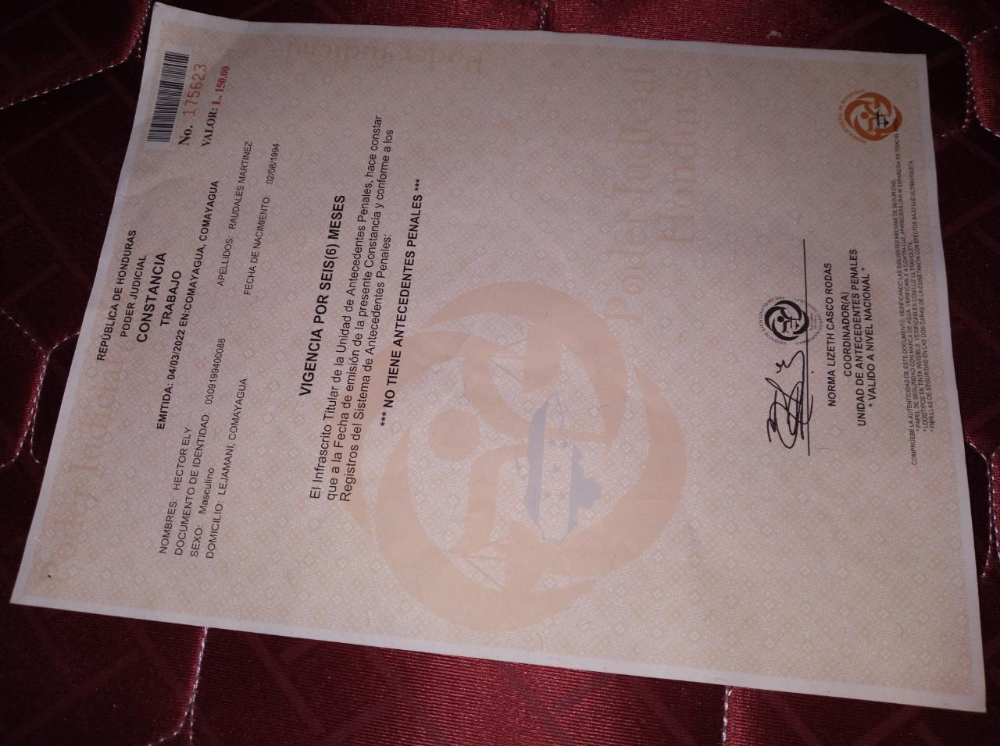 No. 175623
VALOR: L. 150.00
REPÚBLICA DE HONDURAS
PODER JUDICIAL
CONSTANCIA
TRABAJO
EMITIDA: 04/03/2022 EN:COMAYAGUA, COMAYAGUA
NOMBRES: HECTOR ELY APELLIDOS: RAUDALES MARTINEZ
DOCUMENTO DE IDENTIDAD: 0309199400088
SEXO: Masculino FECHA DE NACIMIENTO: 02/08/1994
DOMICILIO: LEJAMANI, COMAYAGUA
VIGENCIA POR SEIS(6) MESES
El Infrascrito Titular de la Unidad de Antecedentes Penales, hace constar
que a la Fecha de emisión de la presente Constancia y conforme a los
Registros del Sistema de Antecedentes Penales:
*** NO TIENE ANTECEDENTES PENALES ***
Poder Judicial
Honduras
NORMA LIZETH CASCO RODAS
COORDINADOR(A)
UNIDAD DE ANTECEDENTES PENALES
* VALIDO A NIVEL NACIONAL *
COMPRUEBE LA AUTENTICIDAD DE ESTE DOCUMENTO, VERIFICANDO LAS SIGUIENTES MEDIDAS DE SEGURIDAD.
* PAPEL DE SEGURIDAD CON MARCA DE AGUA, VERIFICABLE A CONTRA LUZ, APARECERÁ UNA M ESPARCIDA EN TODO EL
* LOGOTIPOS EN TINTA INVISIBLE, VERIFICABLES CON LUZ ULTRAVIOLETA.
* FIBRILLAS DE SEGURIDAD EN LAS DOS CARAS DE LA CONSTANCIA CON EFECTOS BAJO LUZ ULTRAVIOLETA.